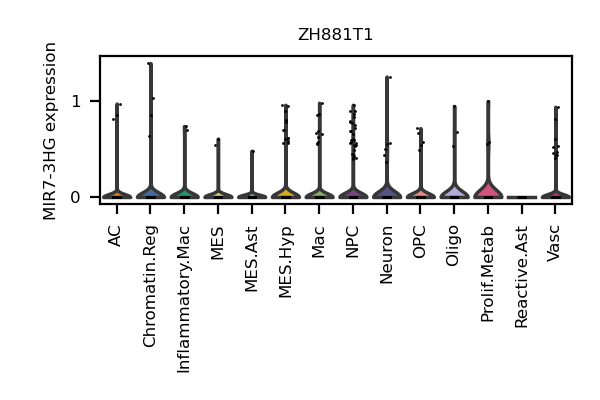 ZH881T1
MIR7-3HG expression
1
0
AC
Chromatin.Reg
Inflammatory.Mac
MES
MES.Ast
MES.Hyp
Mac
NPC
Neuron
OPC
Oligo
Prolif.Metab
Reactive.Ast
Vasc